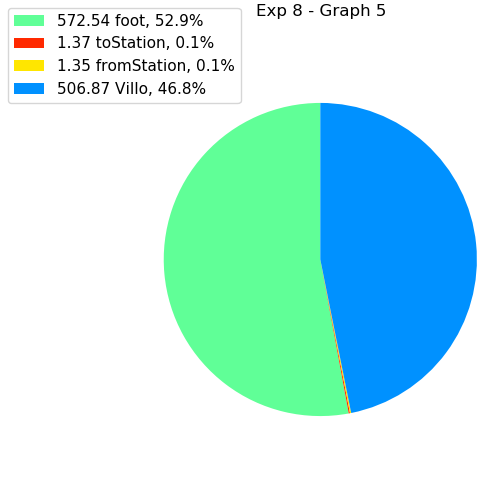 Exp 8 - Graph 5
572.54 foot, 52.9%
1.37 toStation, 0.1%
1.35 fromStation, 0.1%
506.87 Villo, 46.8%